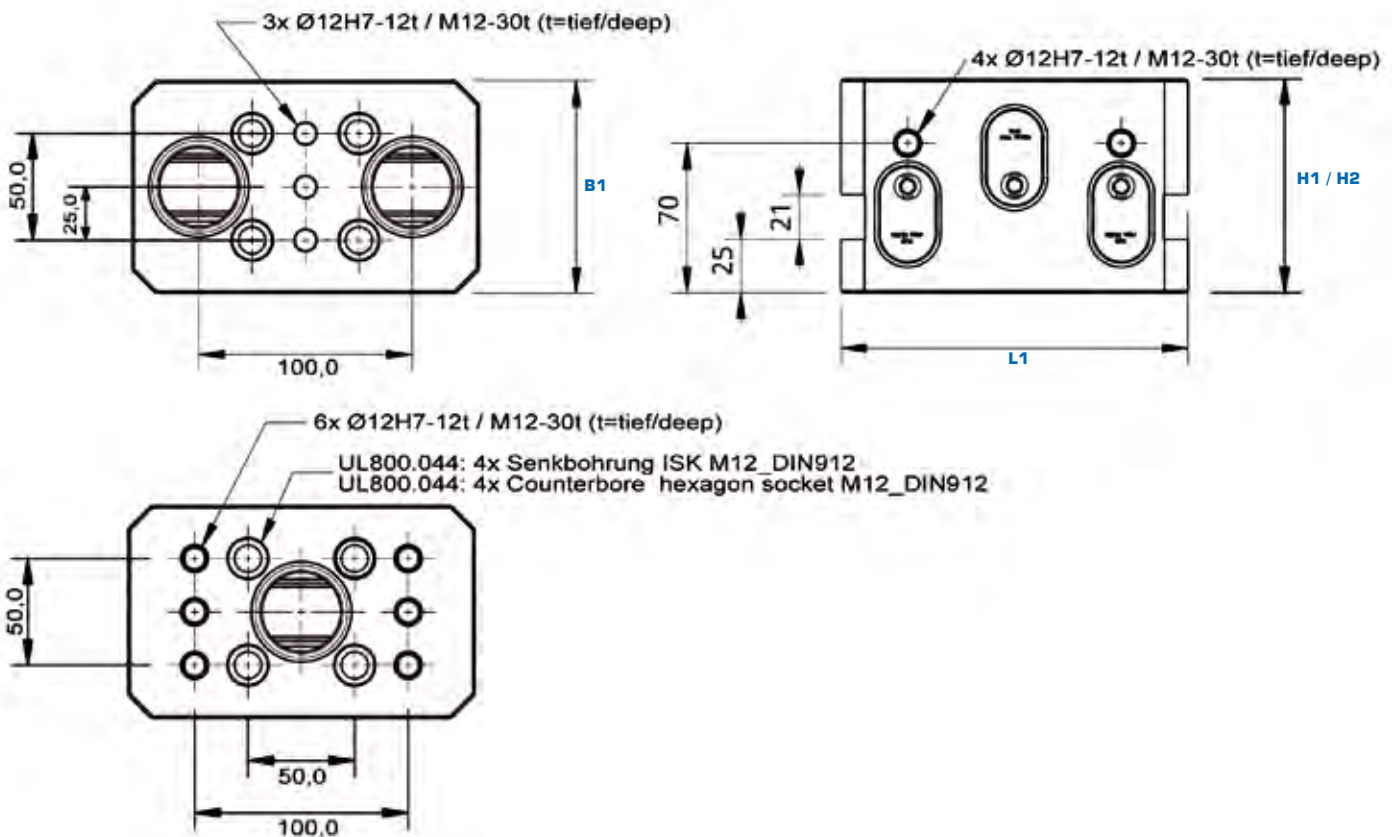 3x Ø12H7-12t / M12-30t (t=tief/deep)
50,0
25,0
B1
100,0
4x Ø12H7-12t / M12-30t (t=tief/deep)
70
25
21
H1 / H2
L1
6x Ø12H7-12t / M12-30t (t=tief/deep)
UL800.044: 4x Senkbohrung ISK M12_DIN912
UL800.044: 4x Counterbore hexagon socket M12_DIN912
50,0
50,0
100,0